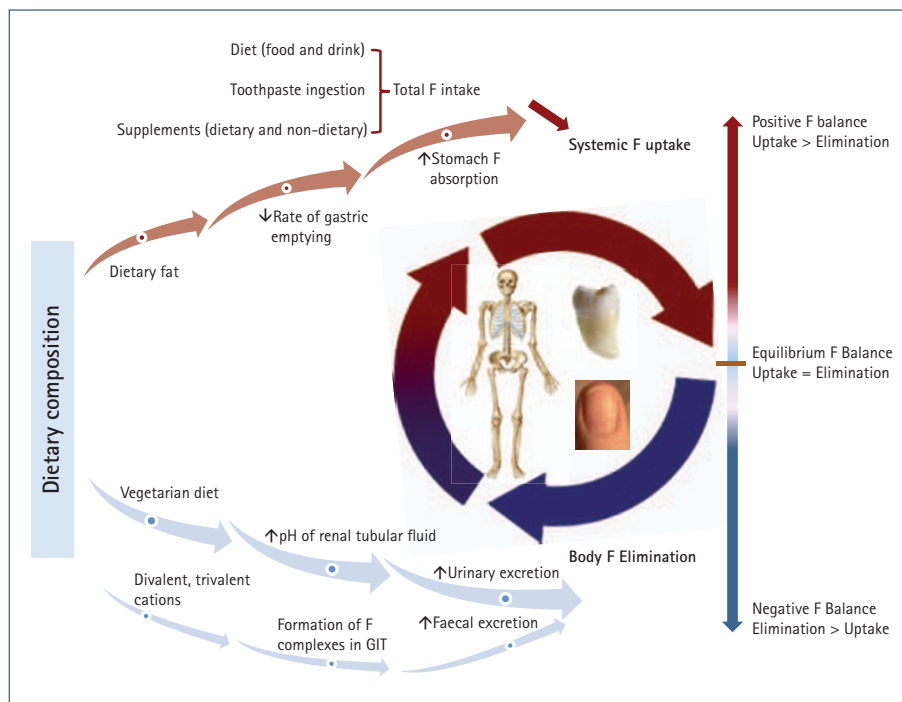 Diet (food and drink)
Toothpaste ingestion
Total F intake
Supplements (dietary and non-dietary)
Systemic F uptake
↑Stomach F
absorption
↓Rate of gastric
emptying
Dietary fat
Dietary composition
Vegetarian diet
↑pH of renal tubular fluid
↑Urinary excretion
Divalent, trivalent
cations
Formation of F
complexes in GIT
↑Faecal excretion
Body F Elimination
Positive F balance
Uptake > Elimination
Equilibrium F Balance
Uptake = Elimination
Negative F Balance
Elimination > Uptake